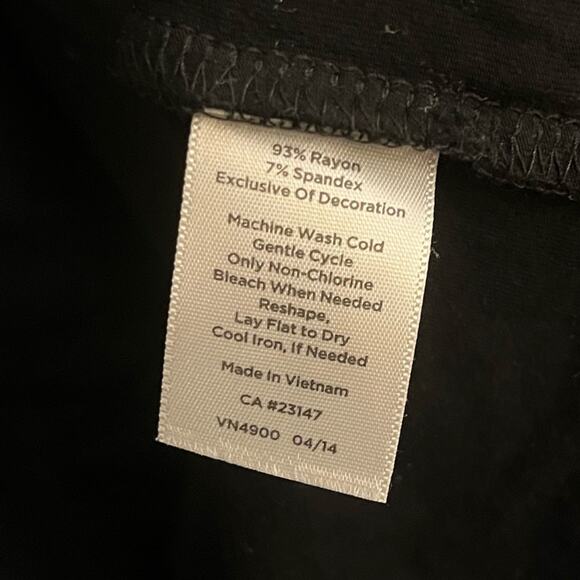 93% Rayon
7% Spandex
Exclusive Of Decoration
Machine Wash Cold
Gentle Cycle
Only Non-Chlorine
Bleach When Needed
Reshape,
Lay Flat to Dry
Cool Iron, If Needed
Made In Vietnam
CA #23147
VN4900 04/14